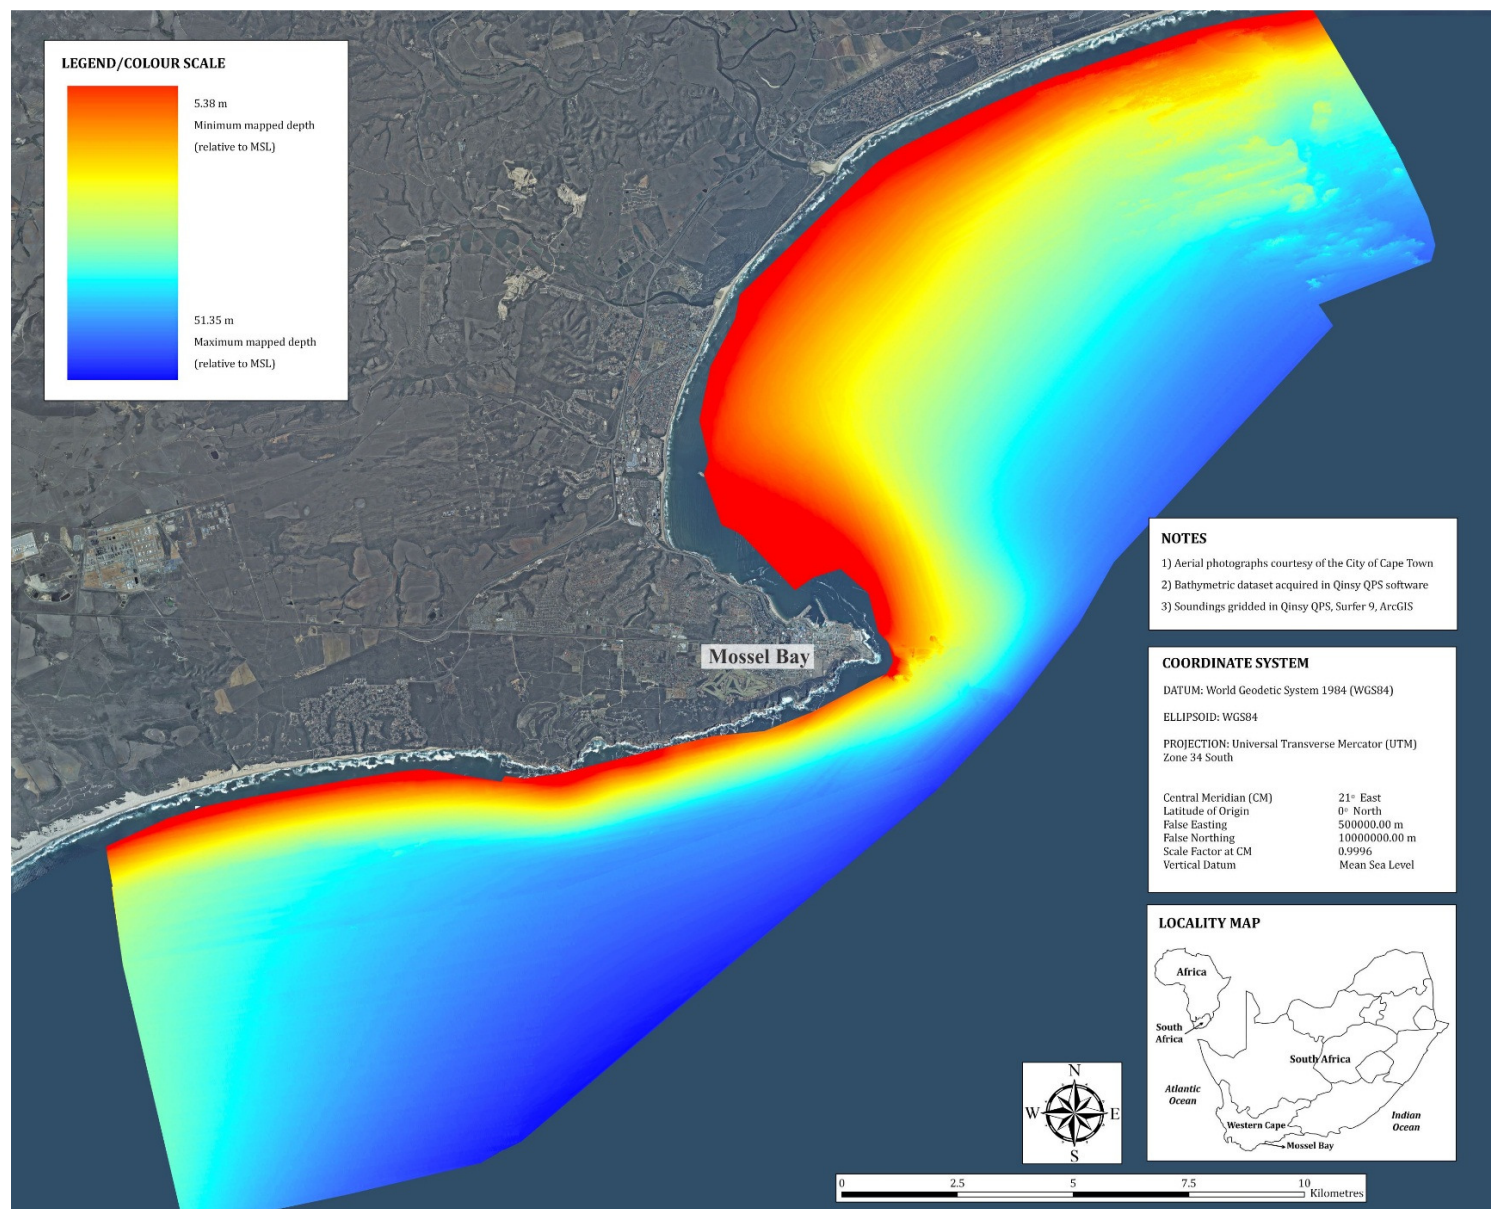 LEGEND/COLOUR SCALE
5.38 m
Minimum mapped depth
(relative to MSL)
51.35 m
Maximum mapped depth
(relative to MSL)
Mossel Bay
NOTES
1) Aerial photographs courtesy of the City of Cape Town
2) Bathymetric dataset acquired in Qinsy QPS software
3) Soundings gridded in Qinsy QPS, Surfer 9, ArcGIS
COORDINATE SYSTEM
DATUM: World Geodetic System 1984 (WGS84)
ELLIPSOID: WGS84
PROJECTION: Universal Transverse Mercator (UTM)
Zone 34 South
Central Meridian (CM) 21° East
Latitude of Origin 0° North
False Easting 500000.00 m
False Northing 10000000.00 m
Scale Factor at CM 0.9996
Vertical Datum Mean Sea Level
LOCALITY MAP
Africa
South
Africa
South Africa
Atlantic
Ocean
Indian
Ocean
Western Cape
Mossel Bay
N
W E
S
0 2.5 5 7.5 10
Kilometres